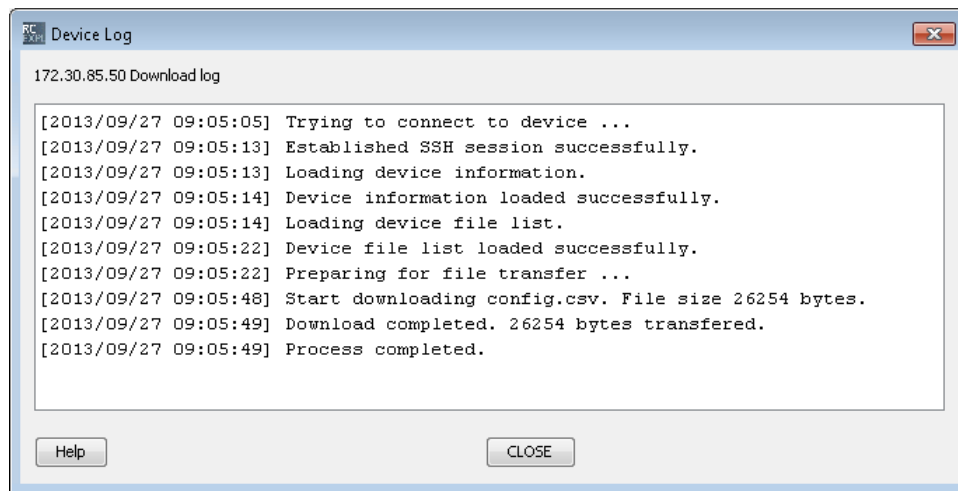 Device Log
172.30.85.50 Download log
[2013/09/27 09:05:05] Trying to connect to device ...
[2013/09/27 09:05:13] Established SSH session successfully.
[2013/09/27 09:05:13] Loading device information.
[2013/09/27 09:05:14] Device information loaded successfully.
[2013/09/27 09:05:14] Loading device file list.
[2013/09/27 09:05:22] Device file list loaded successfully.
[2013/09/27 09:05:22] Preparing for file transfer ...
[2013/09/27 09:05:48] Start downloading config.csv. File size 26254 bytes.
[2013/09/27 09:05:49] Download completed. 26254 bytes transfered.
[2013/09/27 09:05:49] Process completed.
Help CLOSE